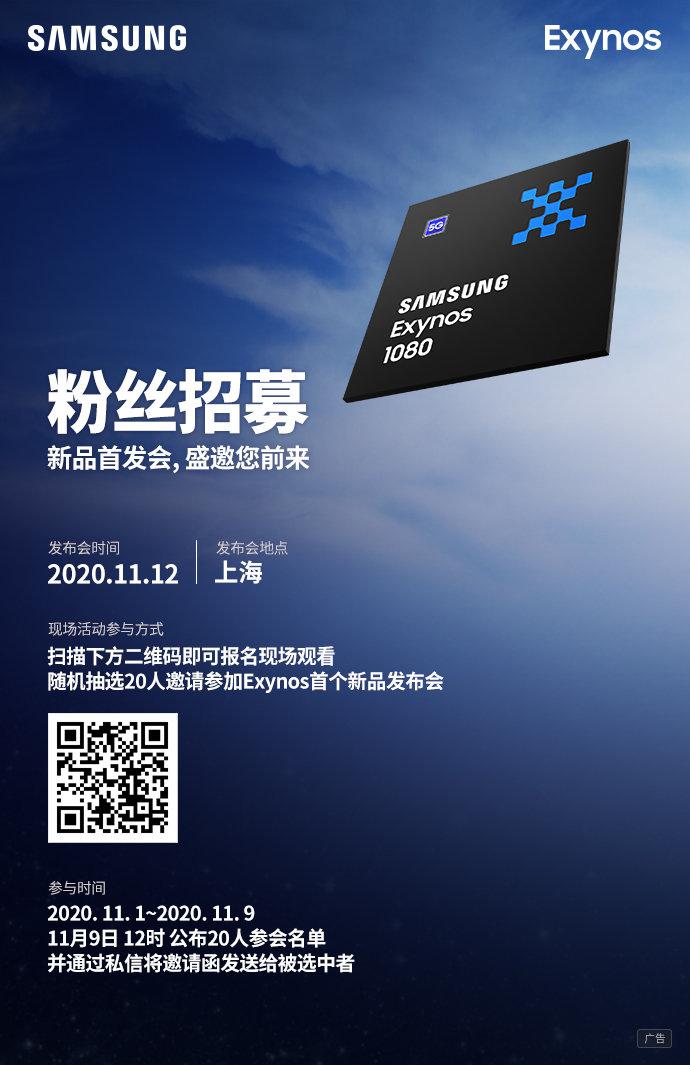 SAMSUNG
Exynos
5G
SAMSUNG
Exynos
1080
粉丝招募
新品首发会, 盛邀您前来
发布会时间
2020.11.12
发布会地点
上海
现场活动参与方式
扫描下方二维码即可报名现场观看
随机抽选20人邀请参加Exynos首个新品发布会
参与时间
2020. 11. 1~2020. 11. 9
11月9日 12时 公布20人参会名单
并通过私信将邀请函发送给被选中者
广告